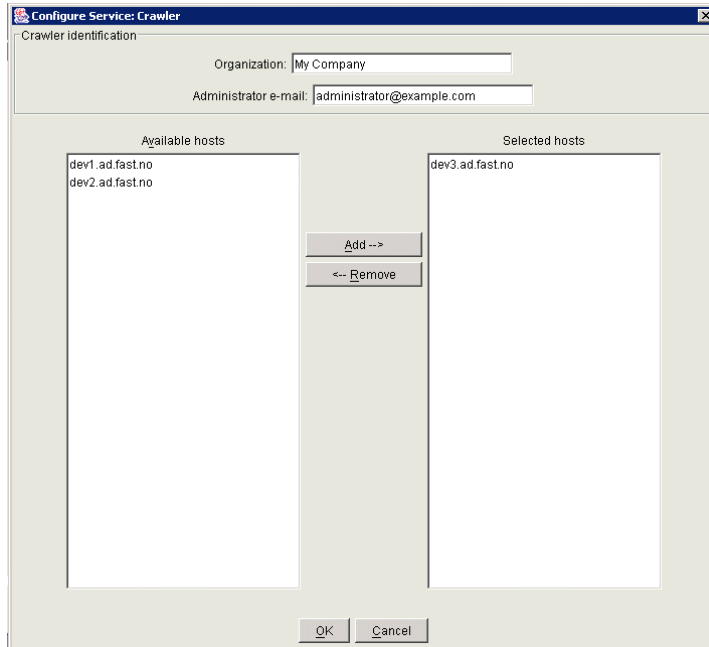 Configure Service: Crawler
Crawler identification
Organization: My Company
Administrator e-mail: administrator@example.com
Available hosts
Selected hosts
dev1.ad.fast.no
dev2.ad.fast.no
dev3.ad.fast.no
Add -->
<-- Remove
OK
Cancel